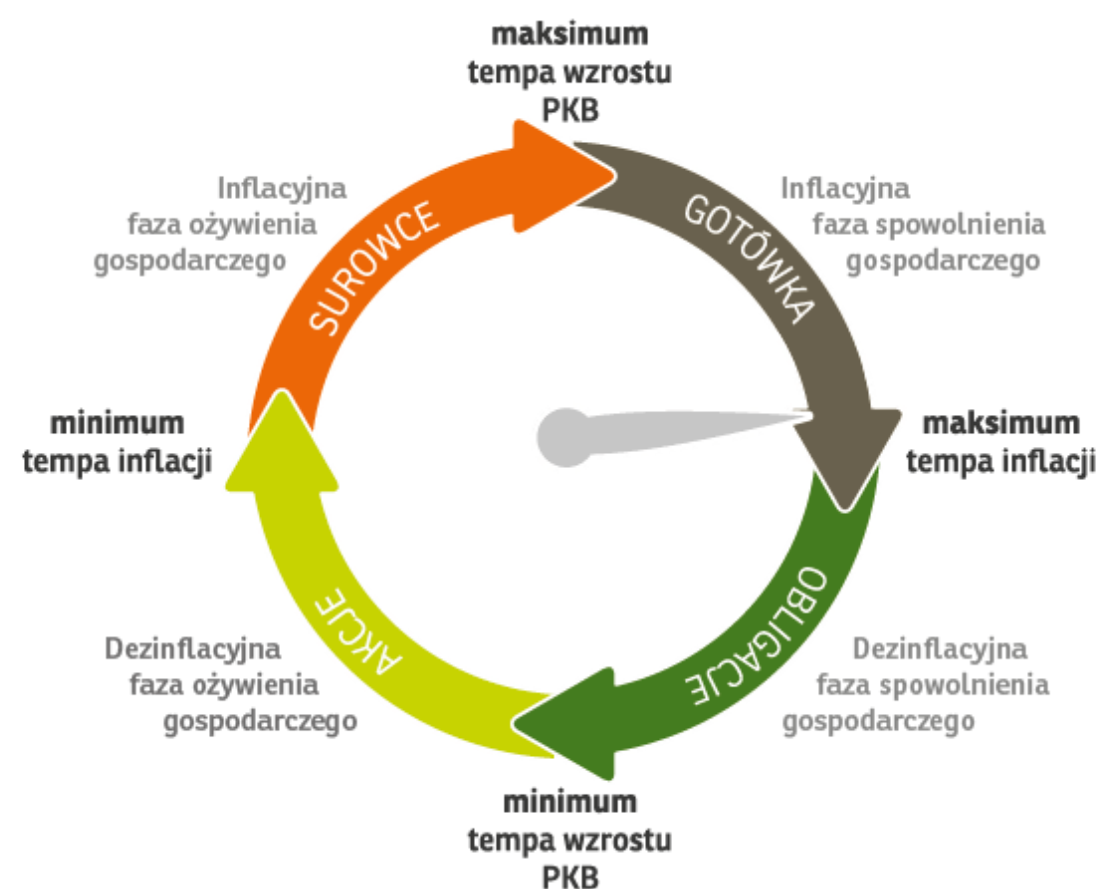 maksimum
tempa wzrostu
PKB
Inflacyjna
faza ożywienia
gospodarczego
Inflacyjna
faza spowolnienia
gospodarczego
SUROWCE
GOTÓWKA
minimum
tempa inflacji
maksimum
tempa inflacji
AKCJE
OBLIGACJE
Dezinflacyjna
faza ożywienia
gospodarczego
Dezinflacyjna
faza spowolnienia
gospodarczego
minimum
tempa wzrostu
PKB